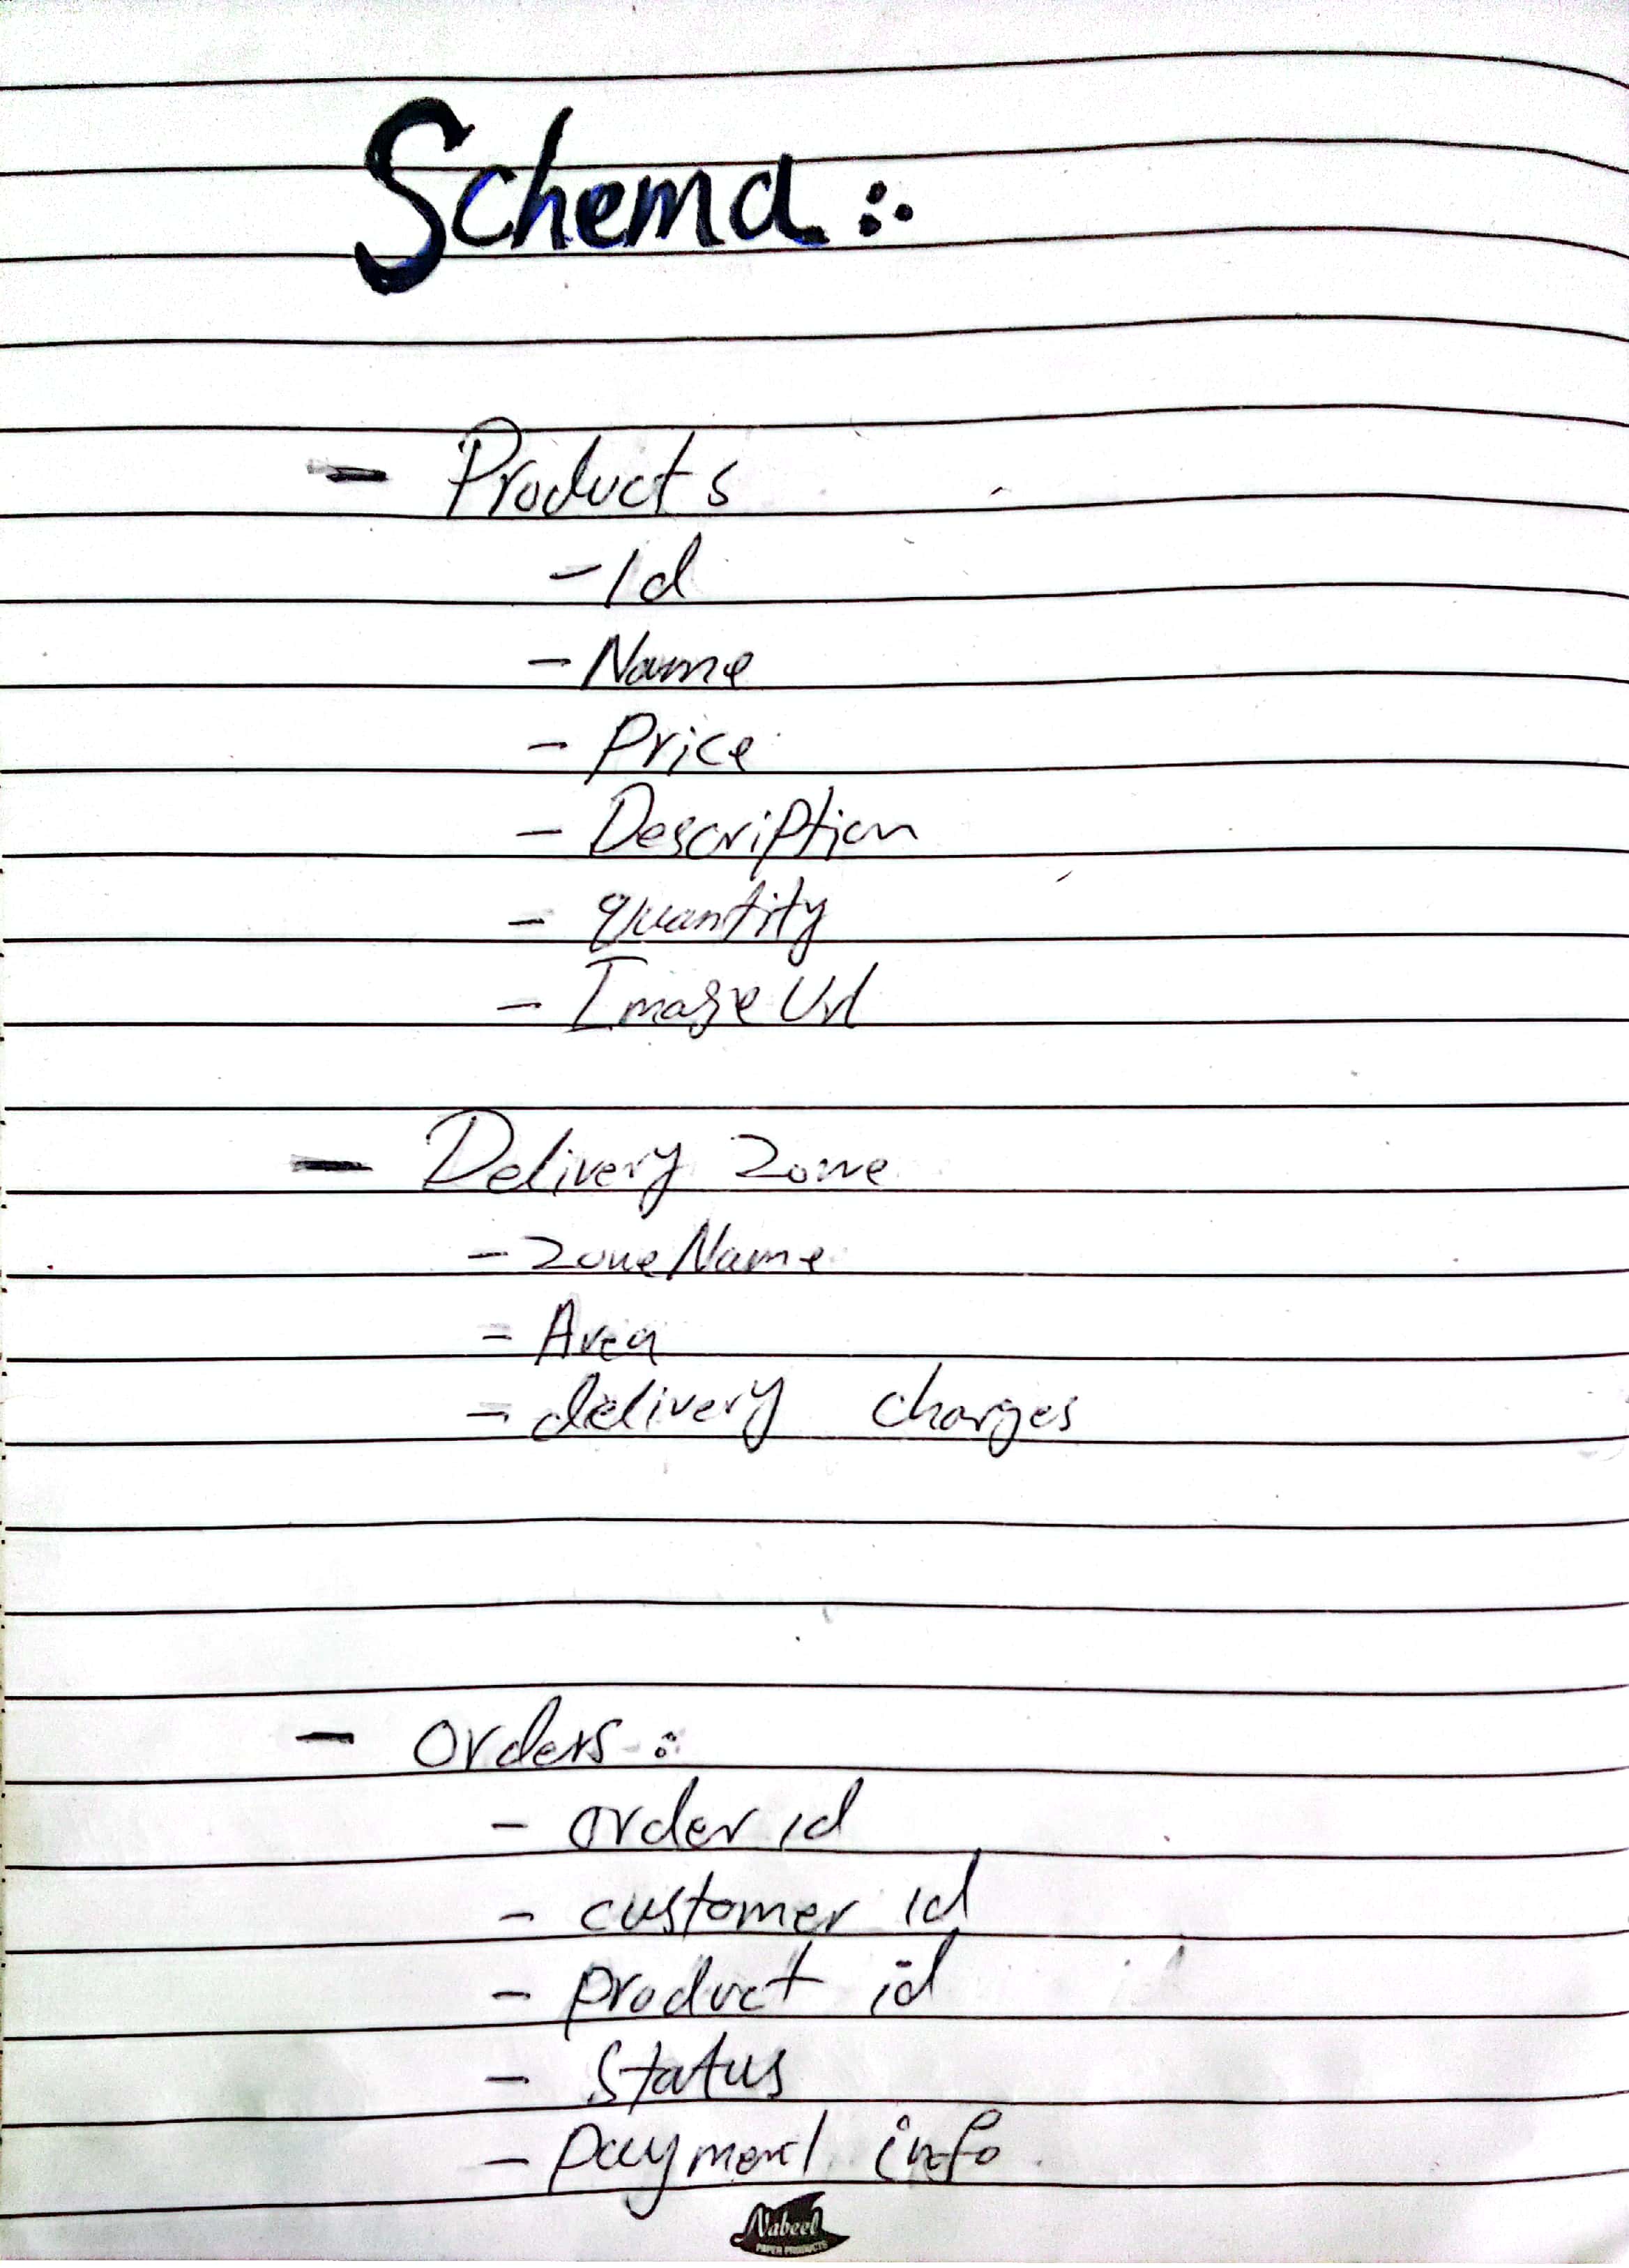 Schema :.
- Products
- Id
- Name
- Price
- Description
- quantity
- Image Url
- Delivery Zone
- zone Name
- Area
- delivery charges
- orders :
- order id
- customer id
- product id
- Status
- payment info
Nabeel
PAPER PRODUCTS